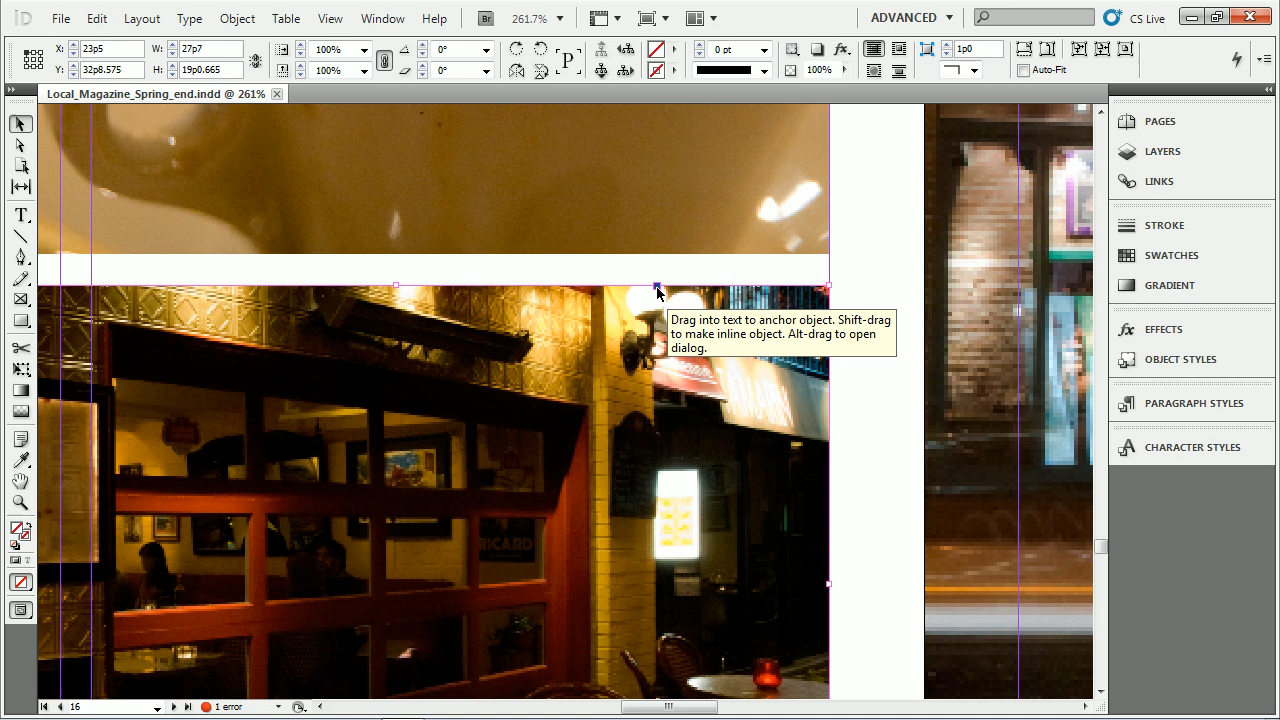 iD File Edit Layout Type Object Table View Window Help Br 261.7% ADVANCED CS Live
X: 23p5 W: 27p7 100% 0° P 0 pt fx 1p0
Y: 32p8.575 H: 19p0.665 100% 0° 100% Auto-Fit
Local_Magazine_Spring_end.indd @ 261%
PAGES
LAYERS
LINKS
STROKE
SWATCHES
GRADIENT
fx EFFECTS
OBJECT STYLES
PARAGRAPH STYLES
CHARACTER STYLES
T
Drag into text to anchor object. Shift-drag
to make inline object. Alt-drag to open
dialog.
RICARD
T
16 1 error